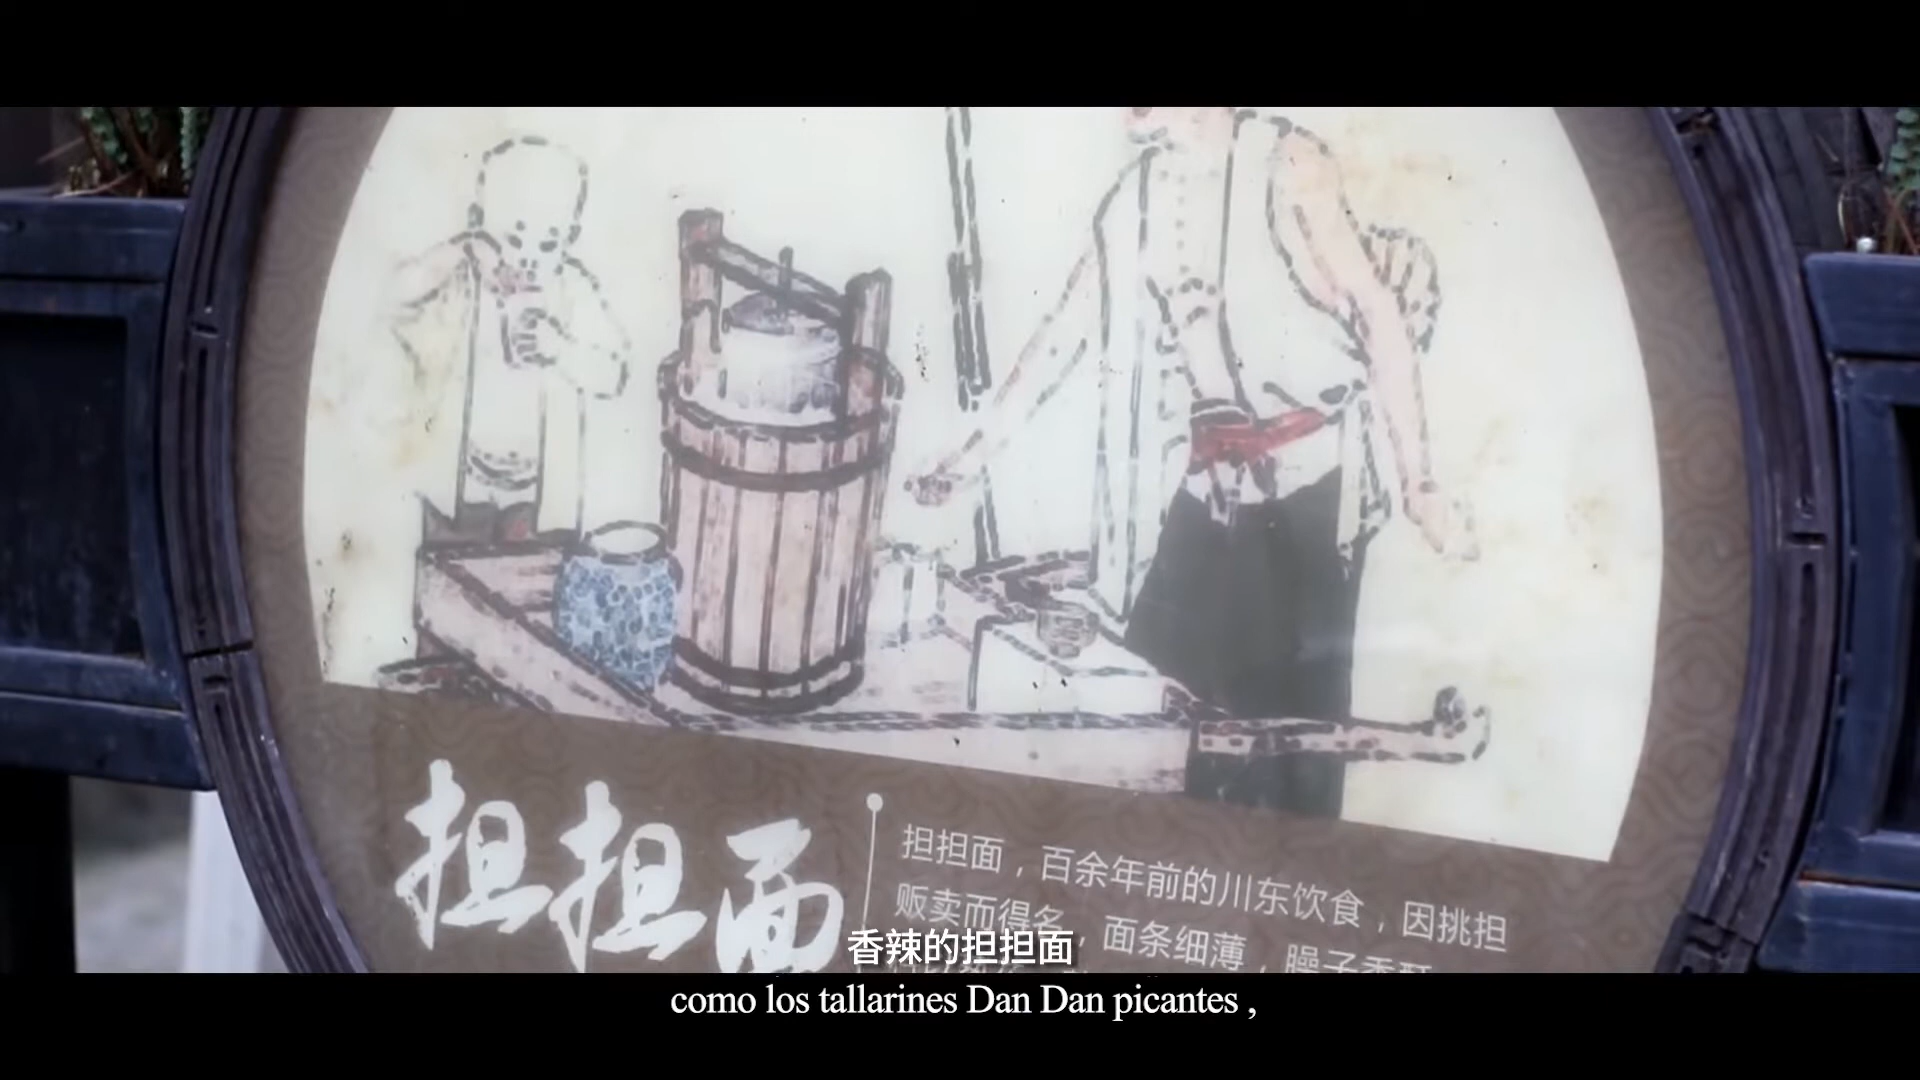 担担面
担担面，百余年前的川东饮食，因挑担
贩卖而得名，面条细薄，臊子香酥
香辣的担担面
como los tallarines Dan Dan picantes ,